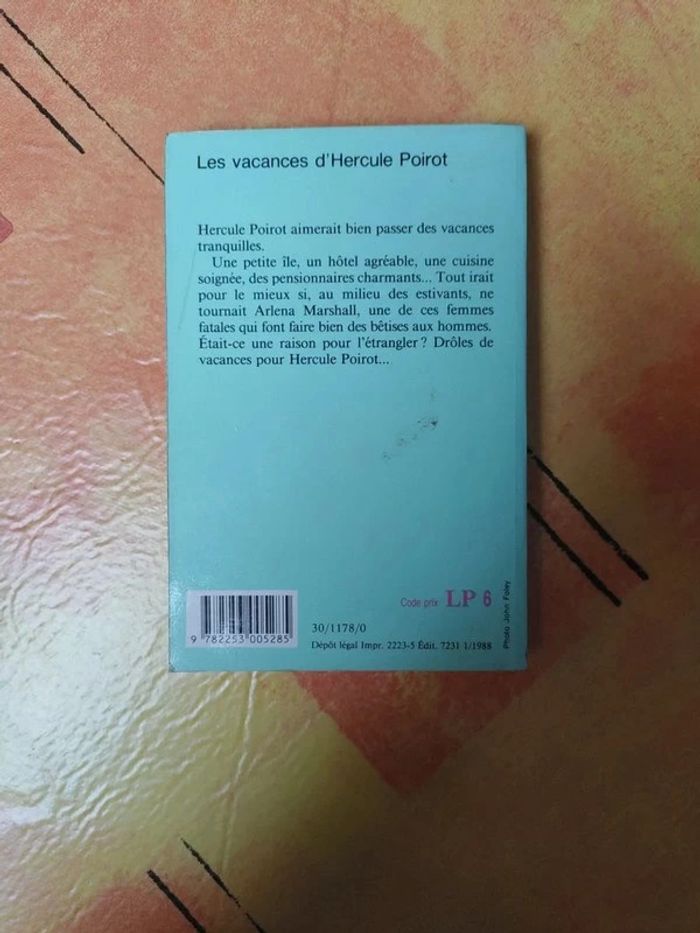 Les vacances d'Hercule Poirot
Hercule Poirot aimerait bien passer des vacances
tranquilles.
Une petite île, un hôtel agréable, une cuisine
soignée, des pensionnaires charmants... Tout irait
pour le mieux si, au milieu des estivants, ne
tournait Arlena Marshall, une de ces femmes
fatales qui font faire bien des bêtises aux hommes.
Était-ce une raison pour l'étrangler ? Drôles de
vacances pour Hercule Poirot...
Code prix LP 6
9 782253 005285
30/1178/0
Dépôt légal Impr. 2223-5 Édit. 7231 1/1988
Photo John Foley